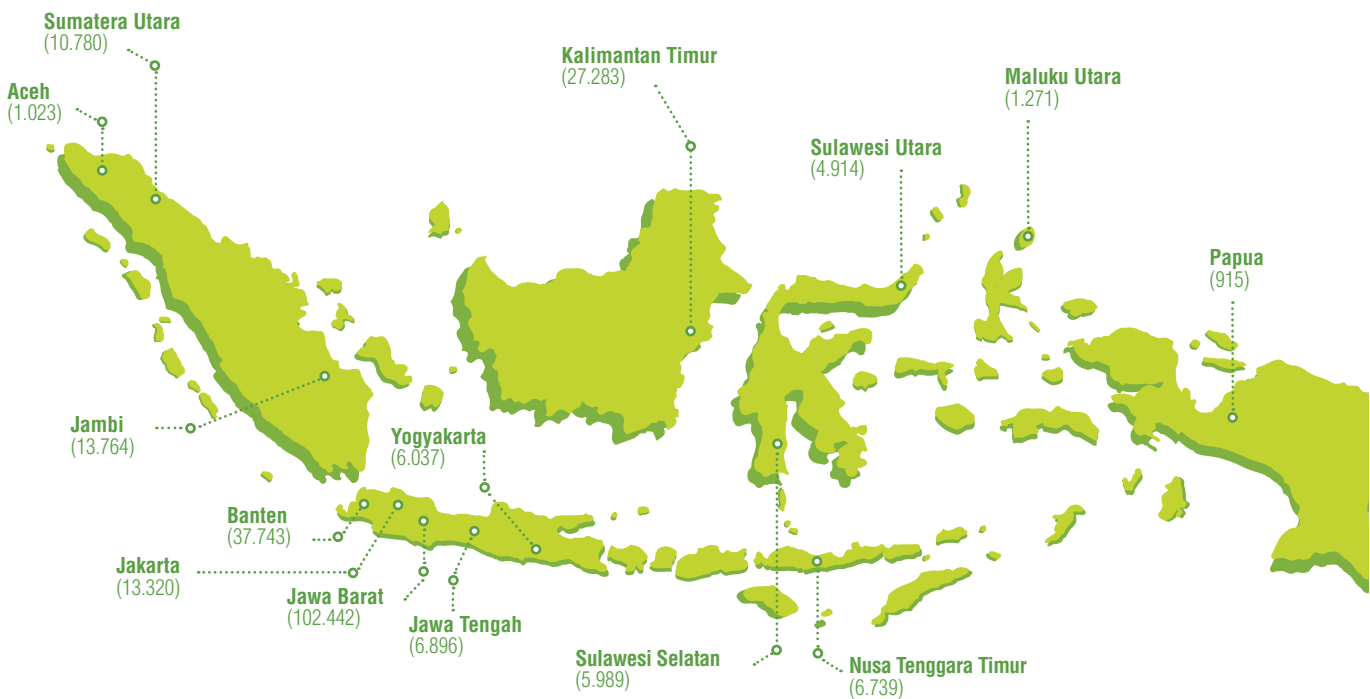 Sumatera Utara
(10.780)
Aceh
(1.023)
Kalimantan Timur
(27.283)
Maluku Utara
(1.271)
Sulawesi Utara
(4.914)
Papua
(915)
Jambi
(13.764)
Yogyakarta
(6.037)
Banten
(37.743)
Jakarta
(13.320)
Jawa Barat
(102.442)
Jawa Tengah
(6.896)
Sulawesi Selatan
(5.989)
Nusa Tenggara Timur
(6.739)